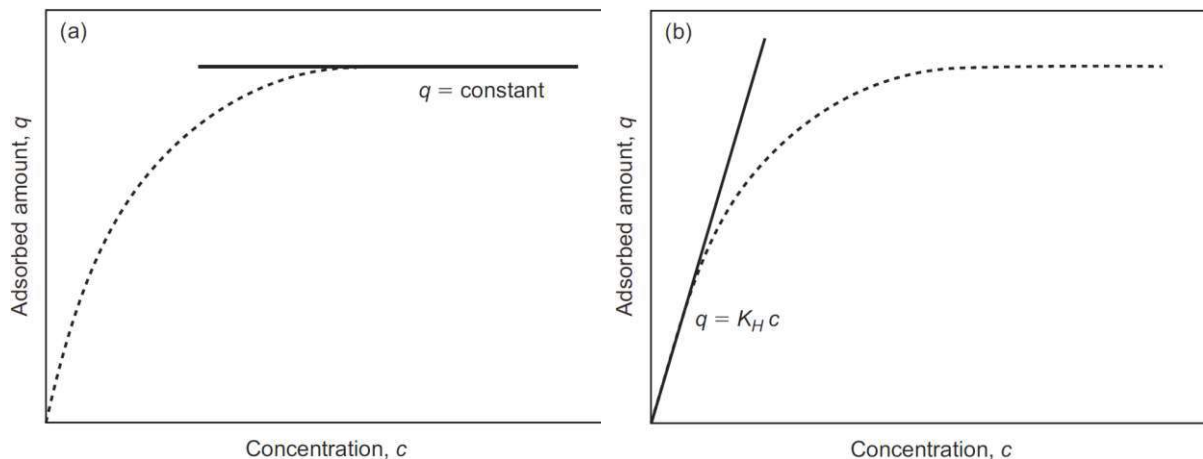 (a)
q = constant
Adsorbed amount, q
Concentration, c
(b)
q = K_H c
Adsorbed amount, q
Concentration, c